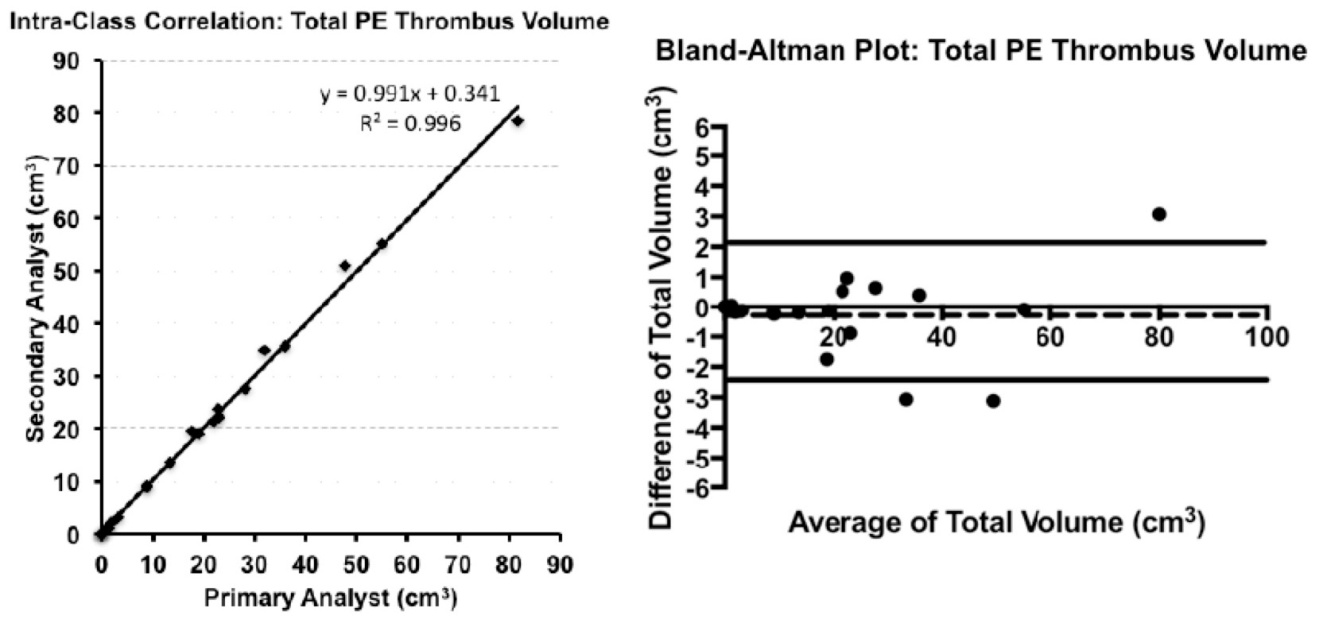 Intra-Class Correlation: Total PE Thrombus Volume
y = 0.991x + 0.341
R² = 0.996
90
80
70
60
50
40
30
20
10
0
Secondary Analyst (cm³)
0 10 20 30 40 50 60 70 80 90
Primary Analyst (cm³)
Bland-Altman Plot: Total PE Thrombus Volume
Difference of Total Volume (cm³)
6
5
4
3
2
1
0
-1
-2
-3
-4
-5
-6
20 40 60 80 100
Average of Total Volume (cm³)